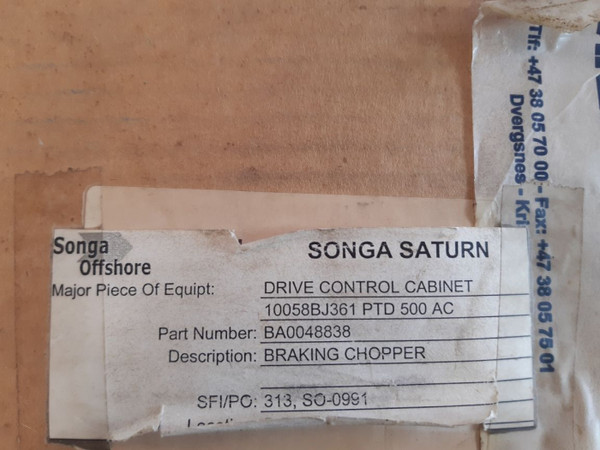 Songa
Offshore
SONGA SATURN
Major Piece Of Equipt: DRIVE CONTROL CABINET
10058BJ361 PTD 500 AC
Part Number: BA0048838
Description: BRAKING CHOPPER
SFI/PO: 313, SO-0991
Tlf: +47 38 05 70 00 - Fax: +47 38 05 75 01
Dvergsnes - Kri